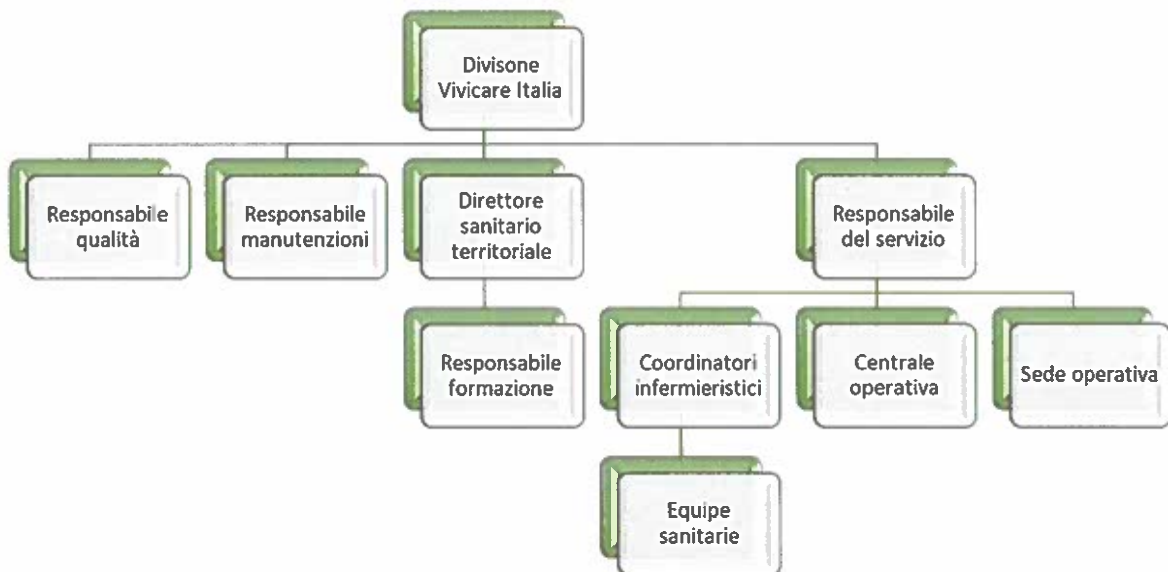 Divisone
Vivicare Italia
Responsabile
qualità
Responsabile
manutenzioni
Direttore
sanitario
territoriale
Responsabile
del servizio
Responsabile
formazione
Coordinatori
infermieristici
Centrale
operativa
Sede operativa
Equipe
sanitarie